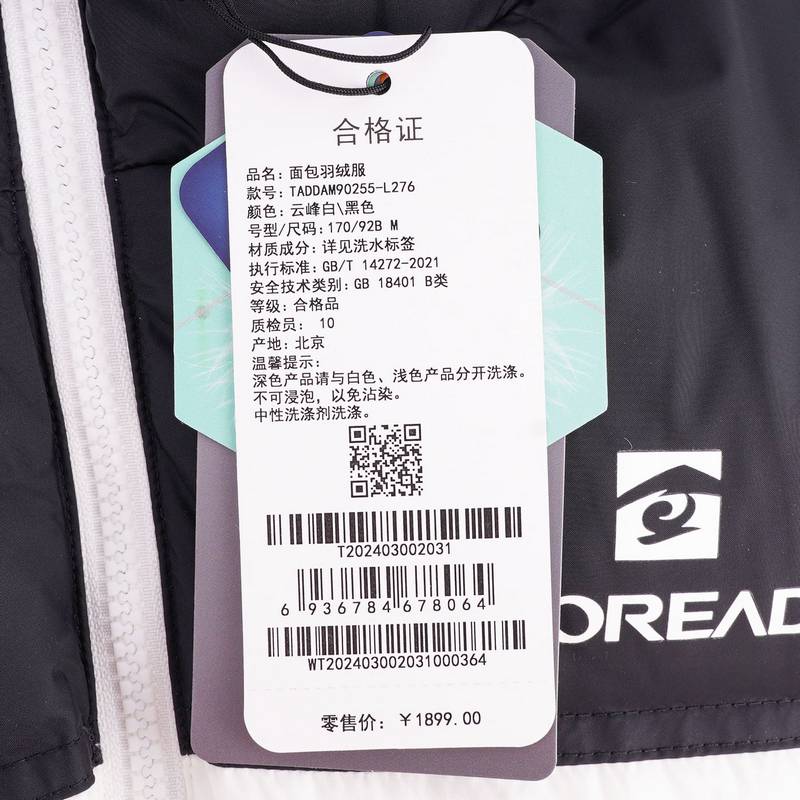 合格证
品名: 面包羽绒服
款号: TADDAM90255-L276
颜色: 云峰白\黑色
号型/尺码: 170/92B M
材质成分: 详见洗水标签
执行标准: GB/T 14272-2021
安全技术类别: GB 18401 B类
等级: 合格品
质检员: 10
产地: 北京
温馨提示:
深色产品请与白色、浅色产品分开洗涤。
不可浸泡，以免沾染。
中性洗涤剂洗涤。
T202403002031
6 936784 678064
WT202403002031000364
零售价: ￥1899.00
OREAD